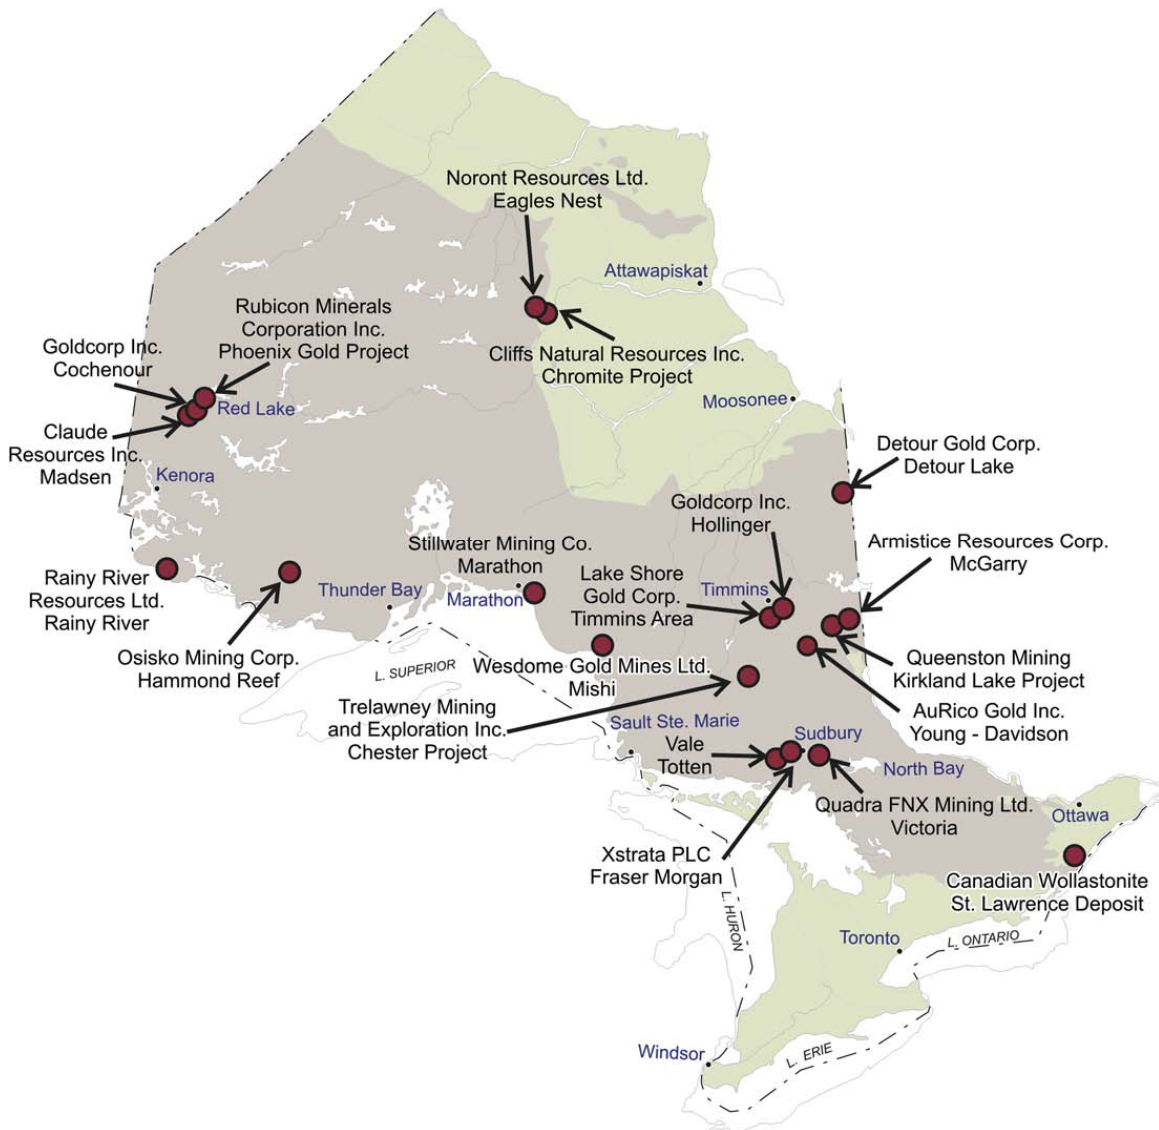 Noront Resources Ltd.
Eagles Nest
Attawapiskat
Rubicon Minerals
Corporation Inc.
Phoenix Gold Project
Goldcorp Inc.
Cochenour
Cliffs Natural Resources Inc.
Chromite Project
Red Lake
Moosonee
Claude
Resources Inc.
Madsen
Kenora
Detour Gold Corp.
Detour Lake
Goldcorp Inc.
Hollinger
Stillwater Mining Co.
Marathon
Armistice Resources Corp.
McGarry
Rainy River
Resources Ltd.
Rainy River
Thunder Bay
Marathon
Lake Shore
Gold Corp.
Timmins Area
Timmins
Osisko Mining Corp.
Hammond Reef
L. SUPERIOR
Wesdome Gold Mines Ltd.
Mishi
Queenston Mining
Kirkland Lake Project
Trelawney Mining
and Exploration Inc.
Chester Project
AuRico Gold Inc.
Young - Davidson
Sault Ste. Marie
Vale
Totten
Sudbury
North Bay
Quadra FNX Mining Ltd.
Victoria
Ottawa
Xstrata PLC
Fraser Morgan
Canadian Wollastonite
St. Lawrence Deposit
L. HURON
Toronto
L. ONTARIO
Windsor
L. ERIE